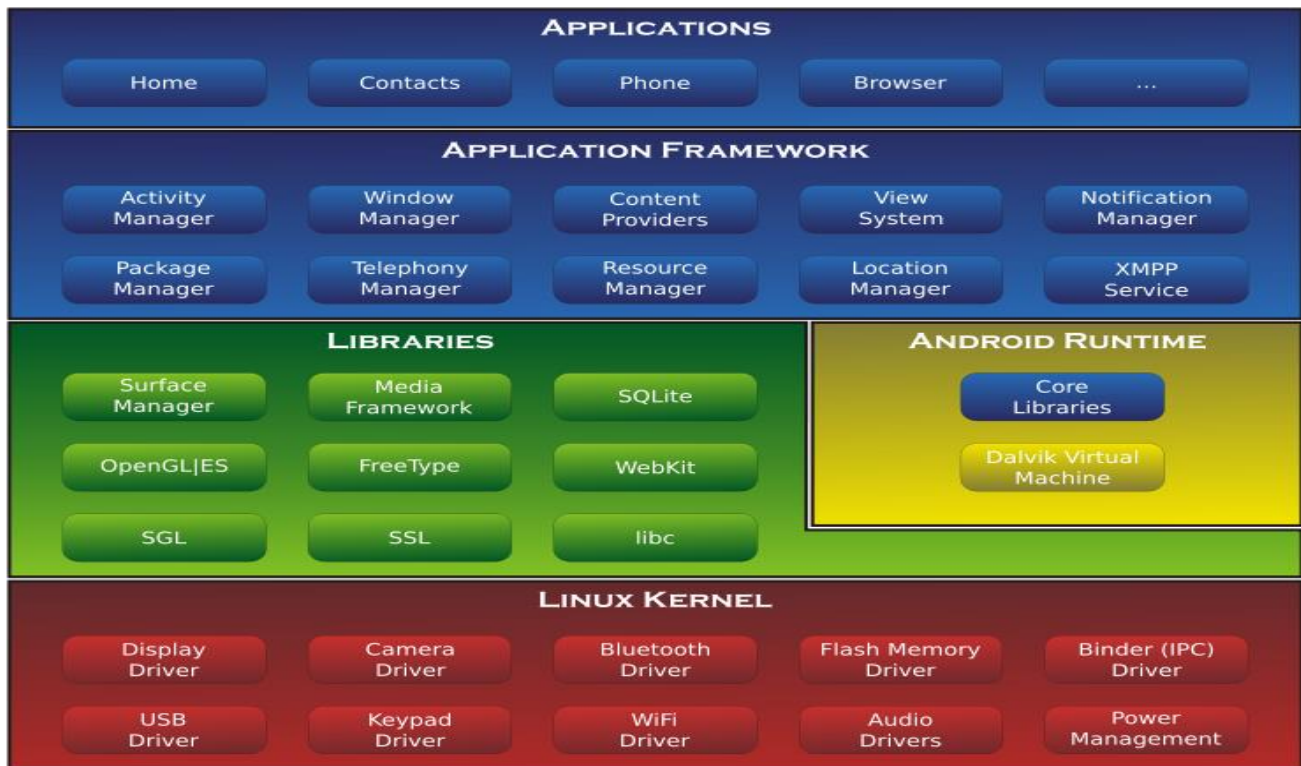 APPLICATIONS
Home
Contacts
Phone
Browser
...
APPLICATION FRAMEWORK
Activity
Manager
Window
Manager
Content
Providers
View
System
Notification
Manager
Package
Manager
Telephony
Manager
Resource
Manager
Location
Manager
XMPP
Service
LIBRARIES
Surface
Manager
Media
Framework
SQLite
OpenGL|ES
FreeType
WebKit
SGL
SSL
libc
ANDROID RUNTIME
Core
Libraries
Dalvik Virtual
Machine
LINUX KERNEL
Display
Driver
Camera
Driver
Bluetooth
Driver
Flash Memory
Driver
Binder (IPC)
Driver
USB
Driver
Keypad
Driver
WiFi
Driver
Audio
Drivers
Power
Management